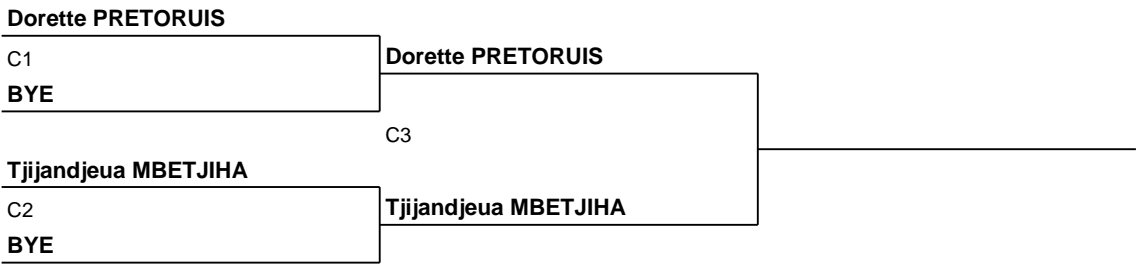 Dorette PRETORUIS
C1
Dorette PRETORUIS
BYE
C3
Tjijandjeua MBETJIHA
C2
Tjijandjeua MBETJIHA
BYE